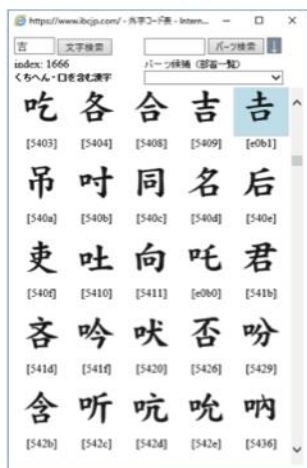 https://www.ibcjp.com/ - 外字コード表 - Intern...
吉 文字検索 パーツ検索 ↓
index: 1666 パーツ候補（部首一覧）
くちへん・口を含む漢字
吃 各 合 吉 𠮷
[5403] [5404] [5408] [5409] [e0b1]
吊 吋 同 名 后
[540a] [540b] [540c] [540d] [540e]
吏 吐 向 吒 君
[540f] [5410] [5411] [e0b0] [541b]
吝 吟 吠 否 吩
[541d] [541f] [5420] [5426] [5429]
含 听 吭 吮 吶
[542b] [542c] [542d] [542e] [5436]